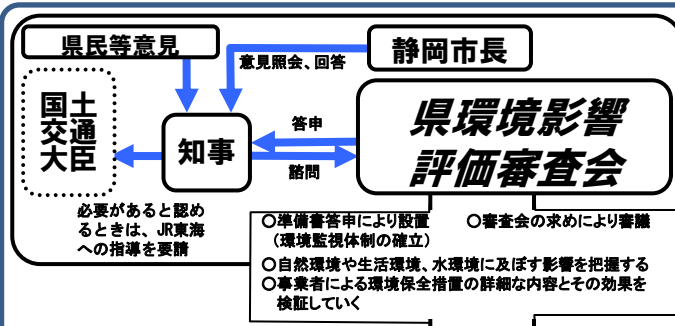 県民等意見
静岡市長
意見照会、回答
国土
交通
大臣
知事
答申
諮問
県環境影響
評価審査会
必要があると認め
るときは、JR東海
への指導を要請
○準備書答申により設置
(環境監視体制の確立)
○審査会の求めにより審議
○自然環境や生活環境、水環境に及ぼす影響を把握する
○事業者による環境保全措置の詳細な内容とその効果を
検証していく